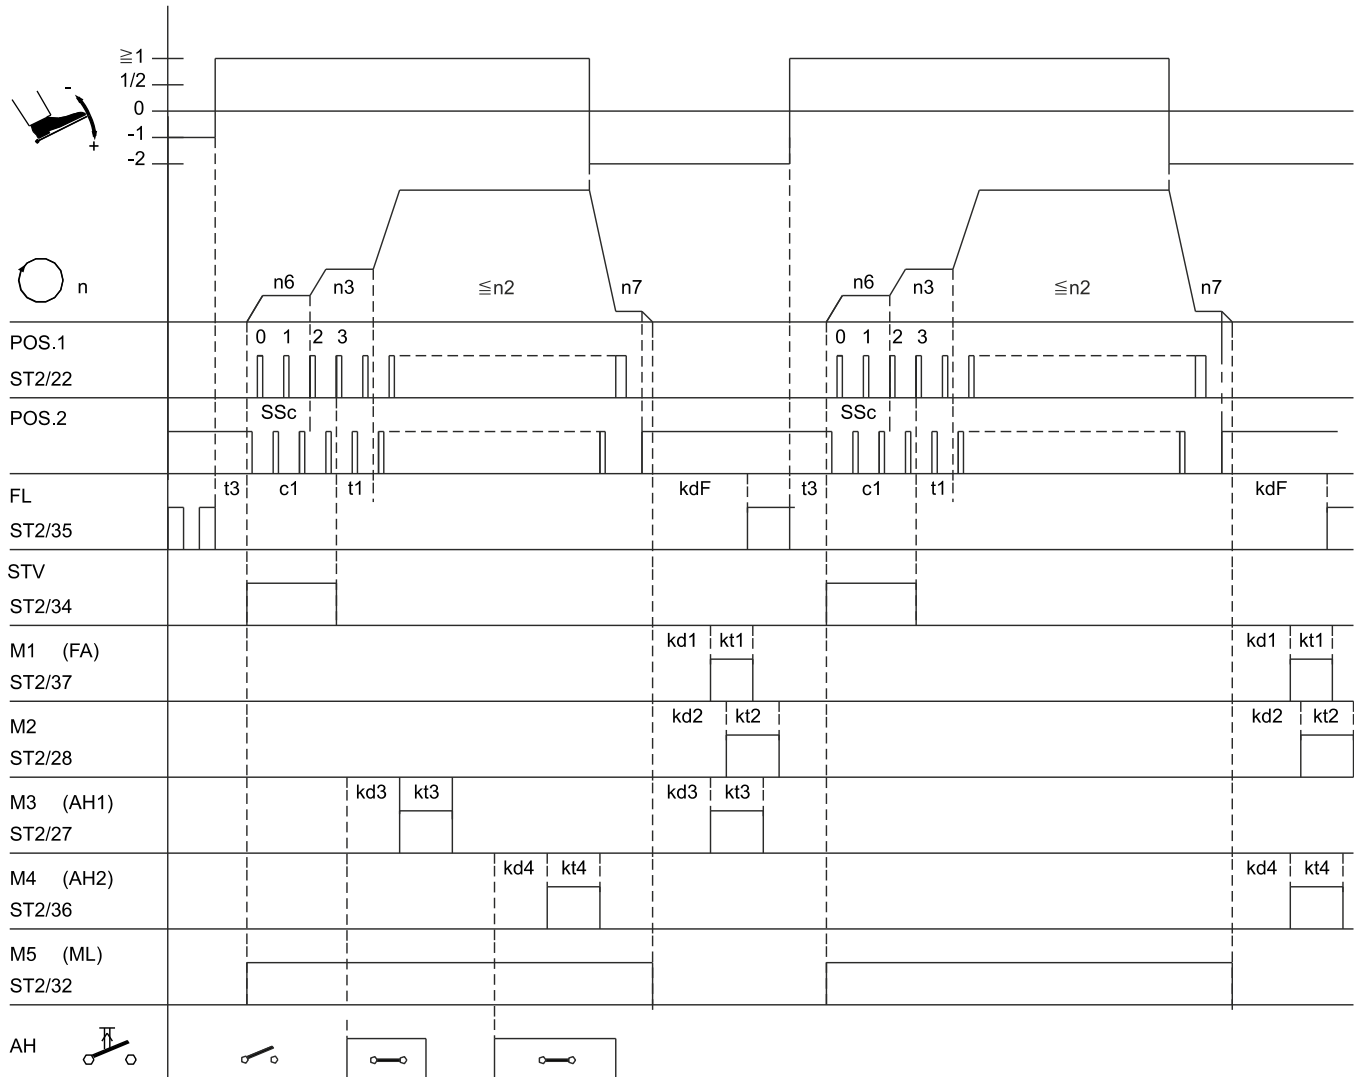 ≧1
1/2
0
-1
-2
-
+
n
n6 n3 ≦n2 n7 n6 n3 ≦n2 n7
POS.1 0 1 2 3 0 1 2 3
ST2/22
POS.2 SSc SSc
FL t3 c1 t1 kdF t3 c1 t1 kdF
ST2/35
STV
ST2/34
M1 (FA) kd1 kt1 kd1 kt1
ST2/37
M2 kd2 kt2 kd2 kt2
ST2/28
M3 (AH1) kd3 kt3 kd3 kt3
ST2/27
M4 (AH2) kd4 kt4 kd4 kt4
ST2/36
M5 (ML)
ST2/32
AH